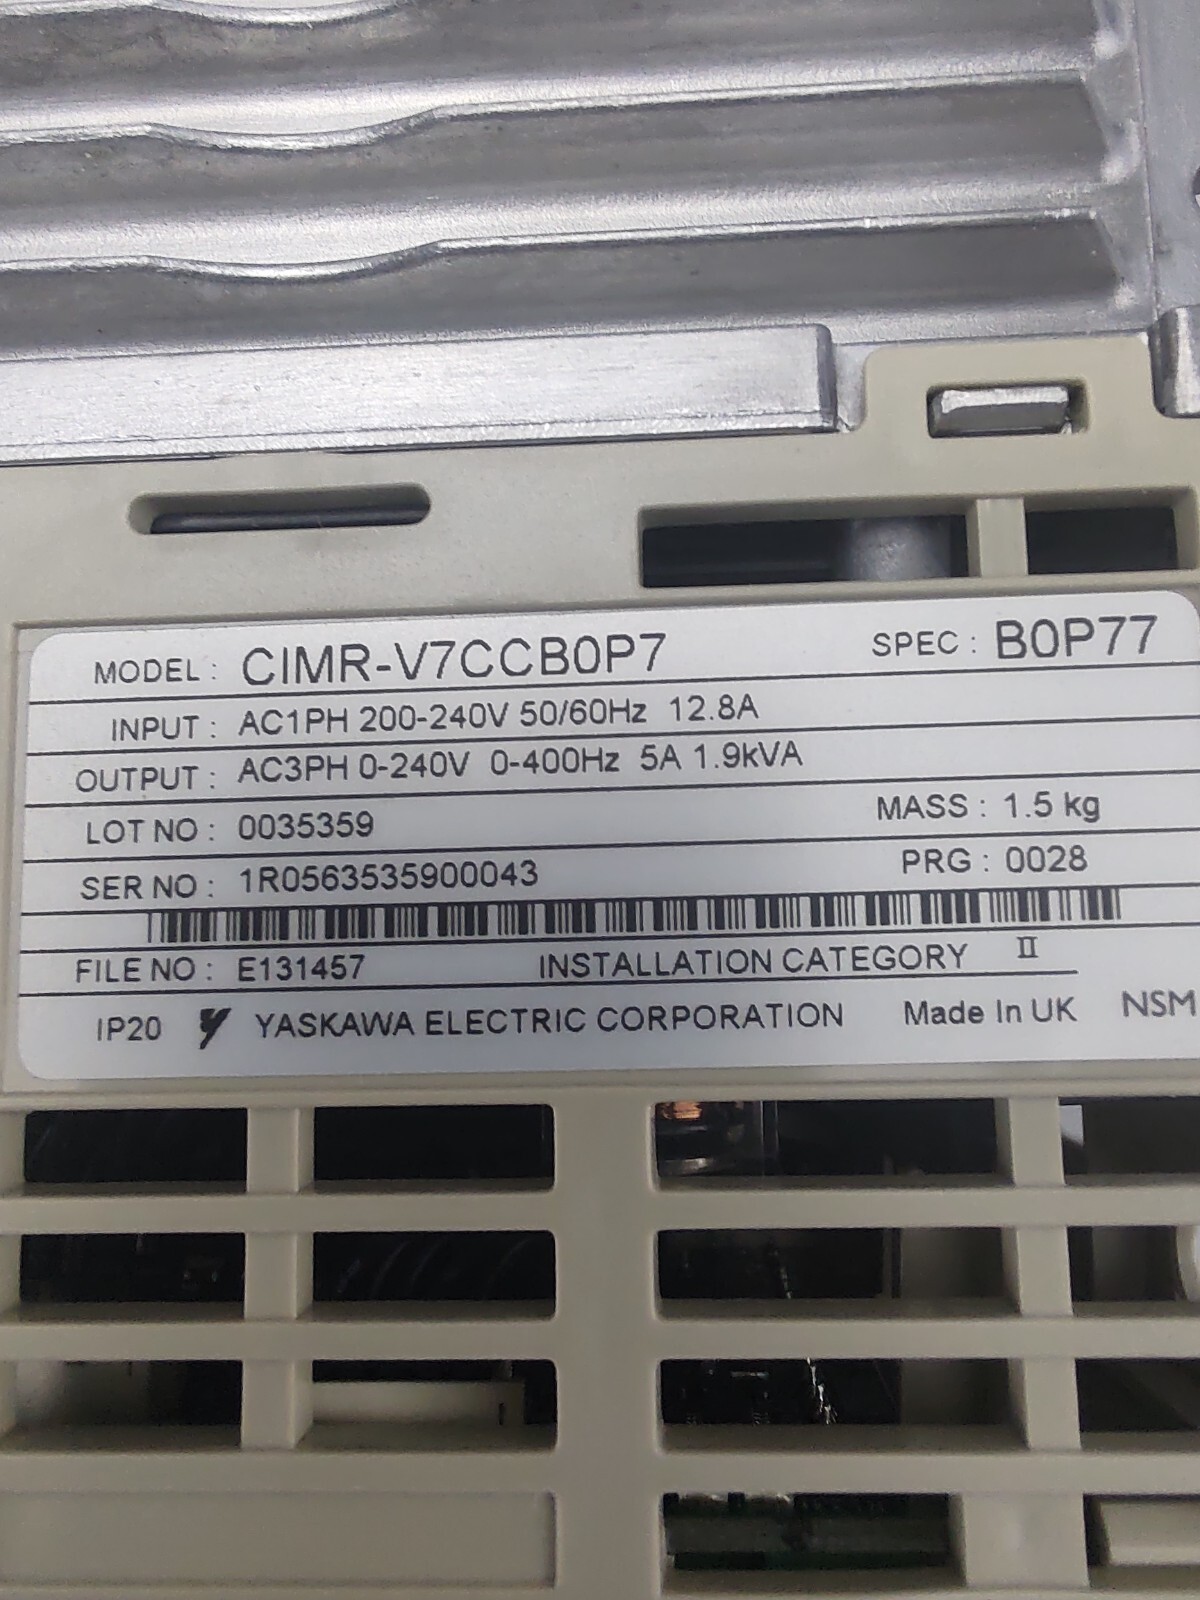 MODEL : CIMR-V7CCB0P7 SPEC : B0P77
INPUT : AC1PH 200-240V 50/60Hz 12.8A
OUTPUT : AC3PH 0-240V 0-400Hz 5A 1.9kVA
LOT NO : 0035359 MASS : 1.5 kg
SER NO : 1R0563535900043 PRG : 0028
FILE NO : E131457 INSTALLATION CATEGORY II
IP20 YASKAWA ELECTRIC CORPORATION Made In UK NSM